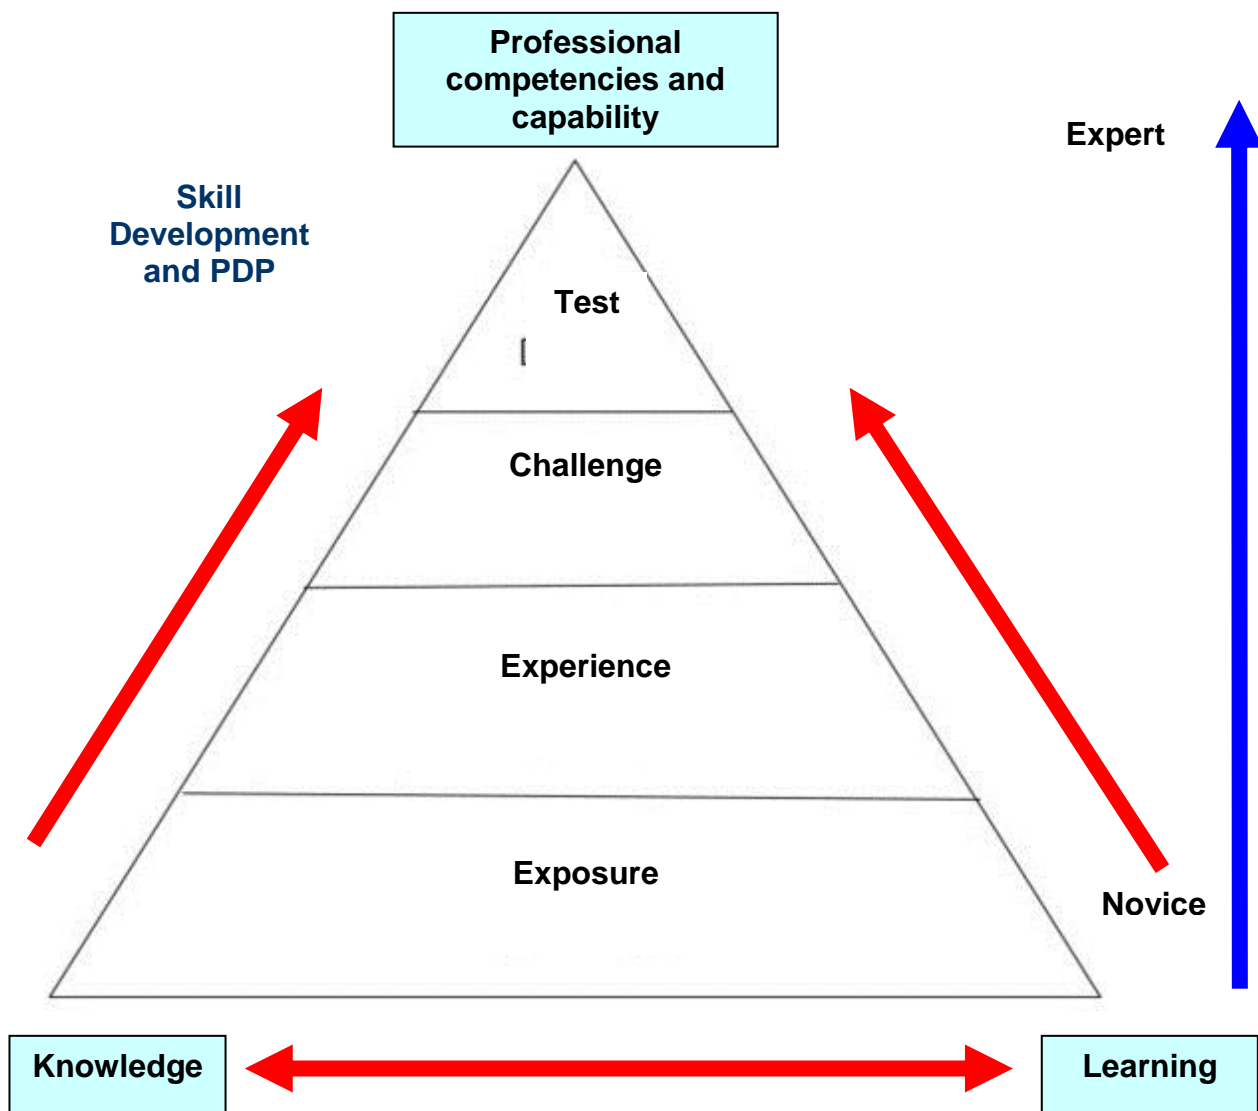 Professional
competencies and
capability
Expert
Skill
Development
and PDP
Test
[
Challenge
Experience
Exposure
Novice
Knowledge
Learning